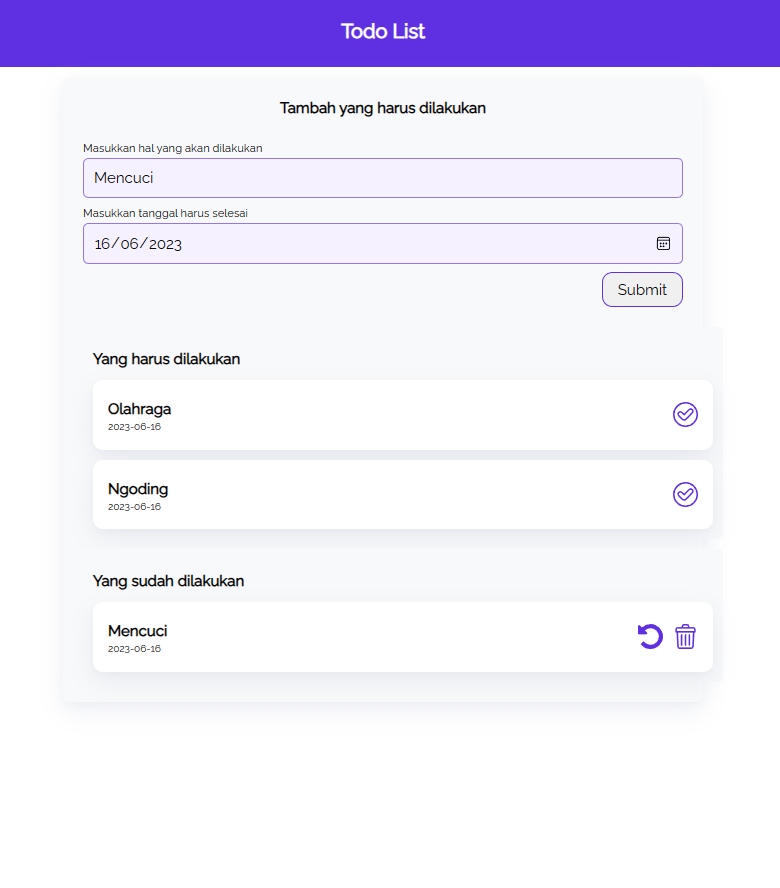 Todo List
Tambah yang harus dilakukan
Masukkan hal yang akan dilakukan
Mencuci
Masukkan tanggal harus selesai
16/06/2023
Submit
Yang harus dilakukan
Olahraga
2023-06-16
Ngoding
2023-06-16
Yang sudah dilakukan
Mencuci
2023-06-16